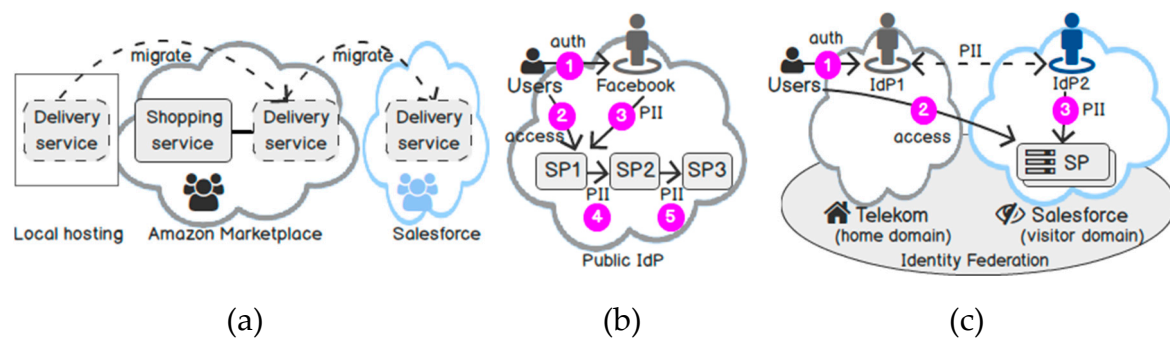 migrate
migrate
Delivery
service
Shopping
service
Delivery
service
Delivery
service
Local hosting
Amazon Marketplace
Salesforce
(a)
auth
1
Users
Facebook
2
access
3
PII
SP1
SP2
SP3
PII
PII
4
5
Public IdP
(b)
auth
1
Users
IdP1
PII
IdP2
2
access
3
PII
SP
Telekom
(home domain)
Salesforce
(visitor domain)
Identity Federation
(c)